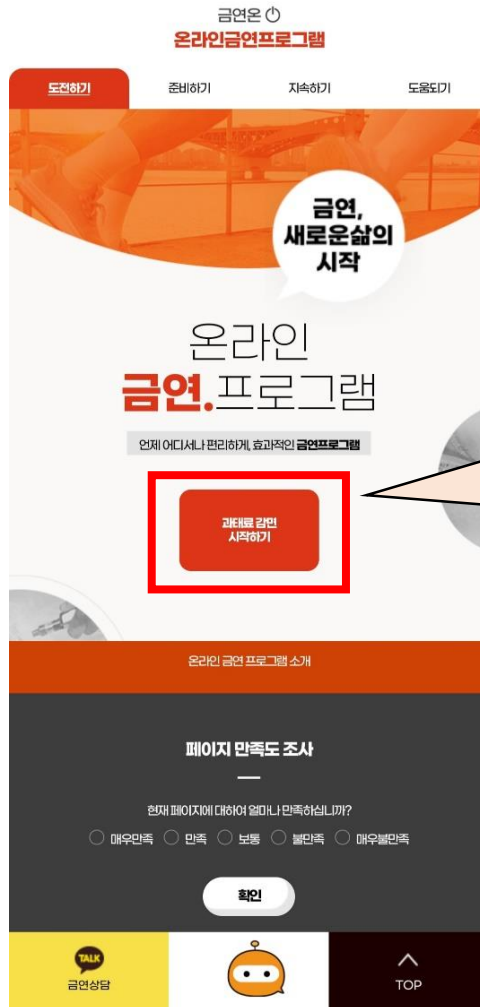 금연온
온라인금연프로그램
도전하기 준비하기 지속하기 도움되기
금연,
새로운삶의
시작
온라인
금연.프로그램
언제 어디서나 편리하게, 효과적인 금연프로그램
과태료 감면
시작하기
온라인 금연 프로그램 소개
페이지 만족도 조사
현재 페이지에 대하여 얼마나 만족하십니까?
매우만족 만족 보통 불만족 매우불만족
확인
TALK
금연상담
TOP